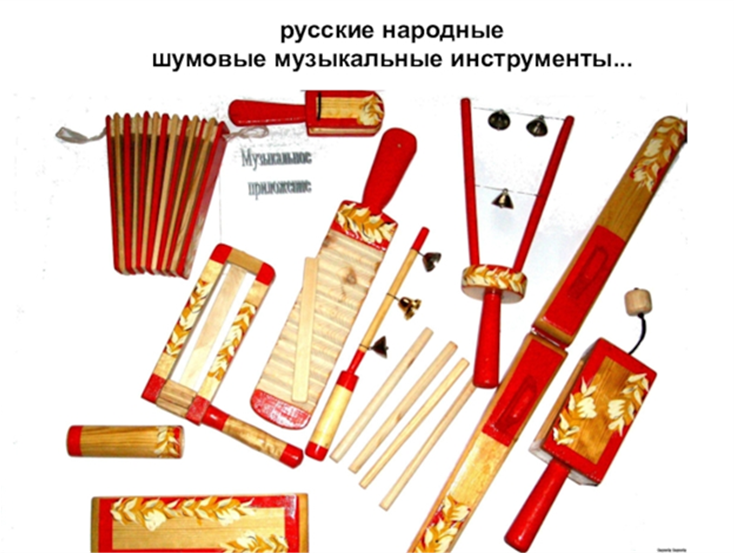 русские народные
шумовые музыкальные инструменты...
Музыкальное
приложение